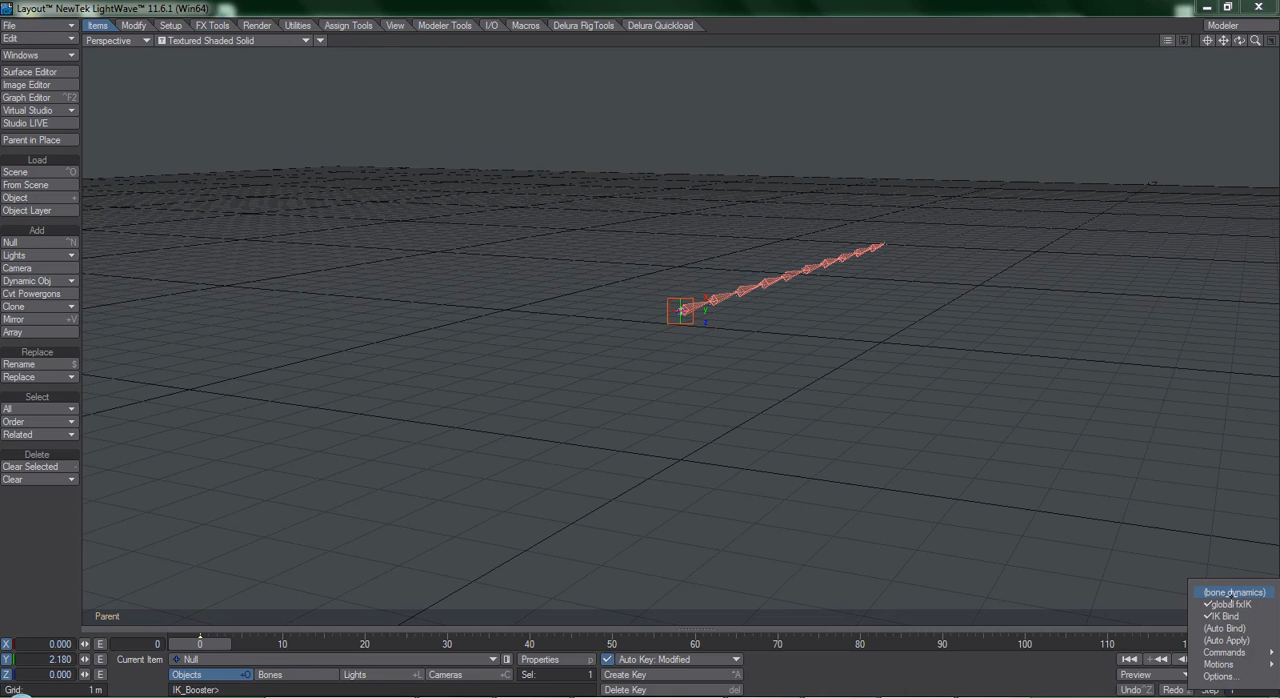 Layout™ NewTek LightWave™ 11.6.1 (Win64)
File Items Modify Setup FX Tools Render Utilities Assign Tools View Modeler Tools I/O Macros Delura RigTools Delura Quickload Modeler
Edit
Perspective Textured Shaded Solid
Windows
Surface Editor
Image Editor
Graph Editor ^F2
Virtual Studio
Studio LIVE
Parent in Place
Load
Scene ^O
From Scene
Object +
Object Layer
Add
Null ^N
Lights
Camera
Dynamic Obj
Cvt Powergons
Clone
Mirror +V
Array
Replace
Rename $
Replace
Select
All
Order
Related
Delete
Clear Selected -
Clear
y
z
(bone dynamics)
global fxIK
IK Bind
(Auto Bind)
(Auto Apply)
Commands
Motions
Options...
Parent
X 0.000 E 0 0 10 20 30 40 50 60 70 80 90 100 110
Y 2.180 E Current Item Null Properties p Auto Key: Modified
Z 0.000 E Objects +O Bones Lights +L Cameras +C Sel: 1 Create Key ^A Preview
Grid: 1 m IK_Booster> Delete Key del Undo ^Z Redo Step 1